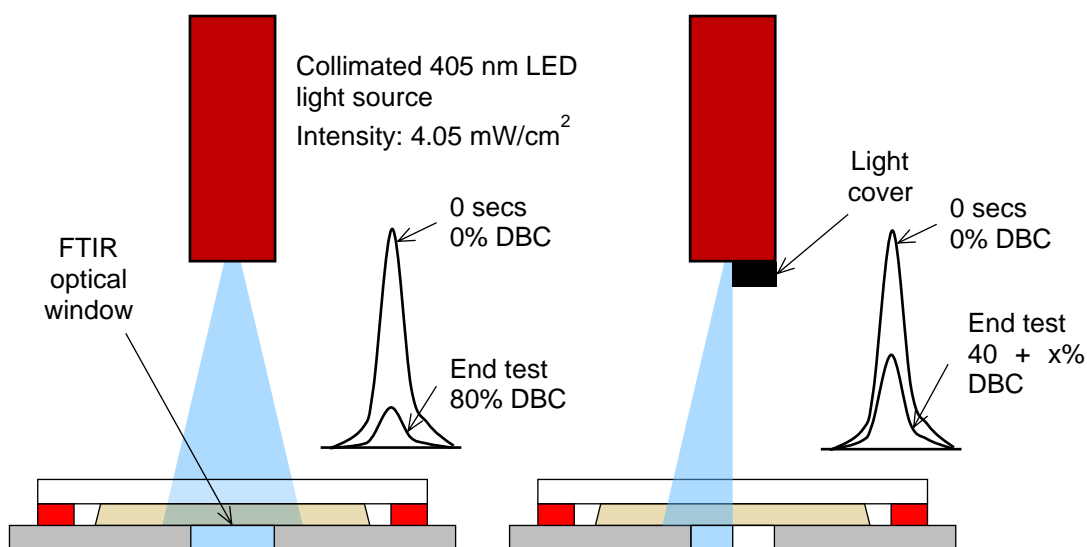 Collimated 405 nm LED
light source
Intensity: 4.05 mW/cm²
FTIR
optical
window
0 secs
0% DBC
End test
80% DBC
Light
cover
0 secs
0% DBC
End test
40 + x%
DBC